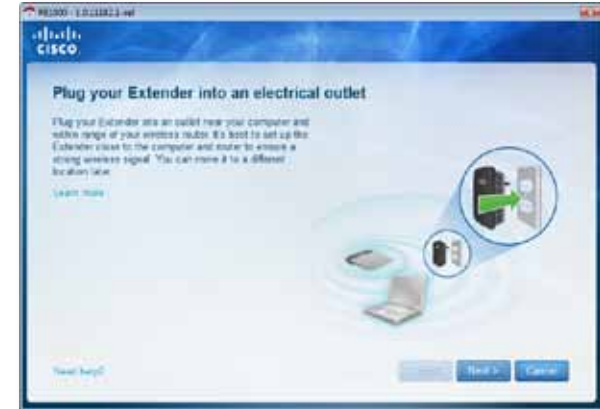 CISCO
Plug your Extender into an electrical outlet
Plug your Extender into an outlet near your computer and
within range of your wireless router. It's best to set up the
Extender close to the computer and router to ensure a
strong wireless signal. You can move it to a different
location later.
Learn more
Need help?
Next >
Cancel